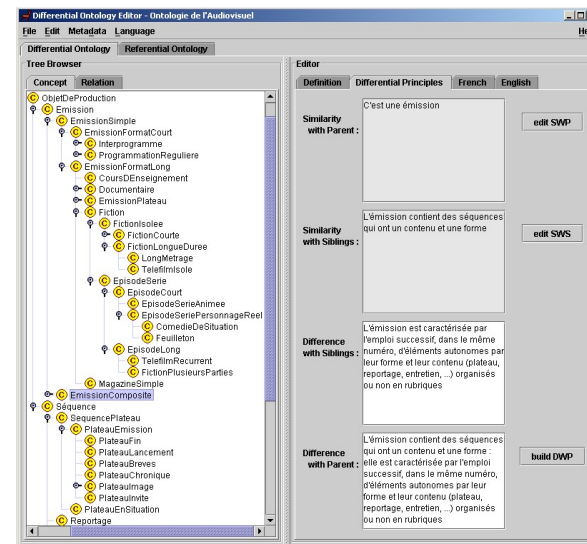 Differential Ontology Editor - Ontologie de l'Audiovisuel
File Edit Metadata Language
Differential Ontology Referential Ontology
Tree Browser
Concept Relation
ObjetDeProduction
Emission
EmissionSimple
EmissionFormatCourt
Interprogramme
ProgrammationReguliere
EmissionFormatLong
CoursDEnseignement
Documentaire
EmissionPlateau
Fiction
FictionIsolee
FictionCourte
FictionLongueDuree
LongMetrage
TelefilmIsole
EpisodeSerie
EpisodeCourt
EpisodeSerieAnimee
EpisodeSeriePersonnageReel
ComedieDeSituation
Feuilleton
EpisodeLong
TelefilmRecurrent
FictionPlusieursParties
MagazineSimple
EmissionComposite
Séquence
SequencePlateau
PlateauEmission
PlateauFin
PlateauLancement
PlateauBreves
PlateauChronique
PlateauImage
PlateauInvite
PlateauEnSituation
Reportage
Editor
Definition Differential Principles French English
Similarity
with Parent :
C'est une émission
edit SWP
Similarity
with Siblings :
L'émission contient des séquences
qui ont un contenu et une forme
edit SWS
Difference
with Siblings :
L'émission est caractérisée par
l'emploi successif, dans le même
numéro, d'éléments autonomes par
leur forme et leur contenu (plateau,
reportage, entretien, ...) organisés
ou non en rubriques
Difference
with Parent :
L'émission contient des séquences
qui ont un contenu et une forme :
elle est caractérisée par l'emploi
successif, dans le même numéro,
d'éléments autonomes par leur
forme et leur contenu (plateau,
reportage, entretien, ...) organisés
ou non en rubriques
build DWP